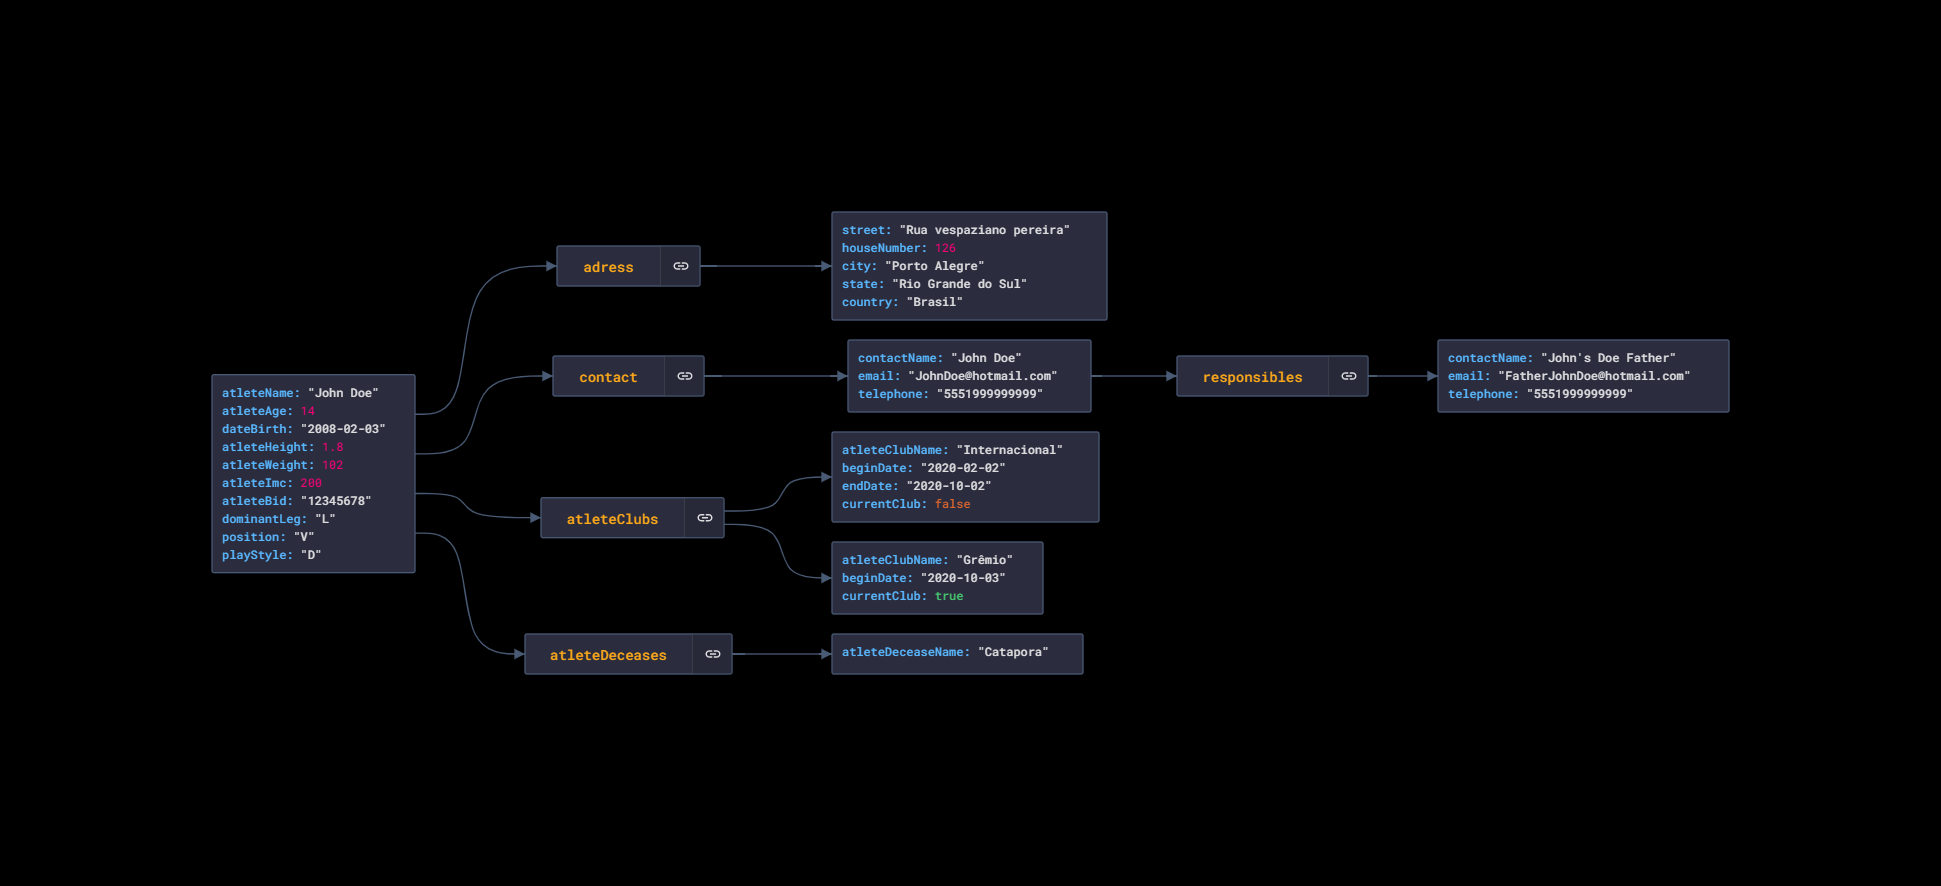 atleteName: "John Doe"
atleteAge: 14
dateBirth: "2008-02-03"
atleteHeight: 1.8
atleteWeight: 102
atleteImc: 200
atleteBid: "12345678"
dominantLeg: "L"
position: "V"
playStyle: "D"
adress
street: "Rua vespaziano pereira"
houseNumber: 126
city: "Porto Alegre"
state: "Rio Grande do Sul"
country: "Brasil"
contact
contactName: "John Doe"
email: "JohnDoe@hotmail.com"
telephone: "5551999999999"
responsibles
contactName: "John's Doe Father"
email: "FatherJohnDoe@hotmail.com"
telephone: "5551999999999"
atleteClubs
atleteClubName: "Internacional"
beginDate: "2020-02-02"
endDate: "2020-10-02"
currentClub: false
atleteClubName: "Grêmio"
beginDate: "2020-10-03"
currentClub: true
atleteDeceases
atleteDeceaseName: "Catapora"